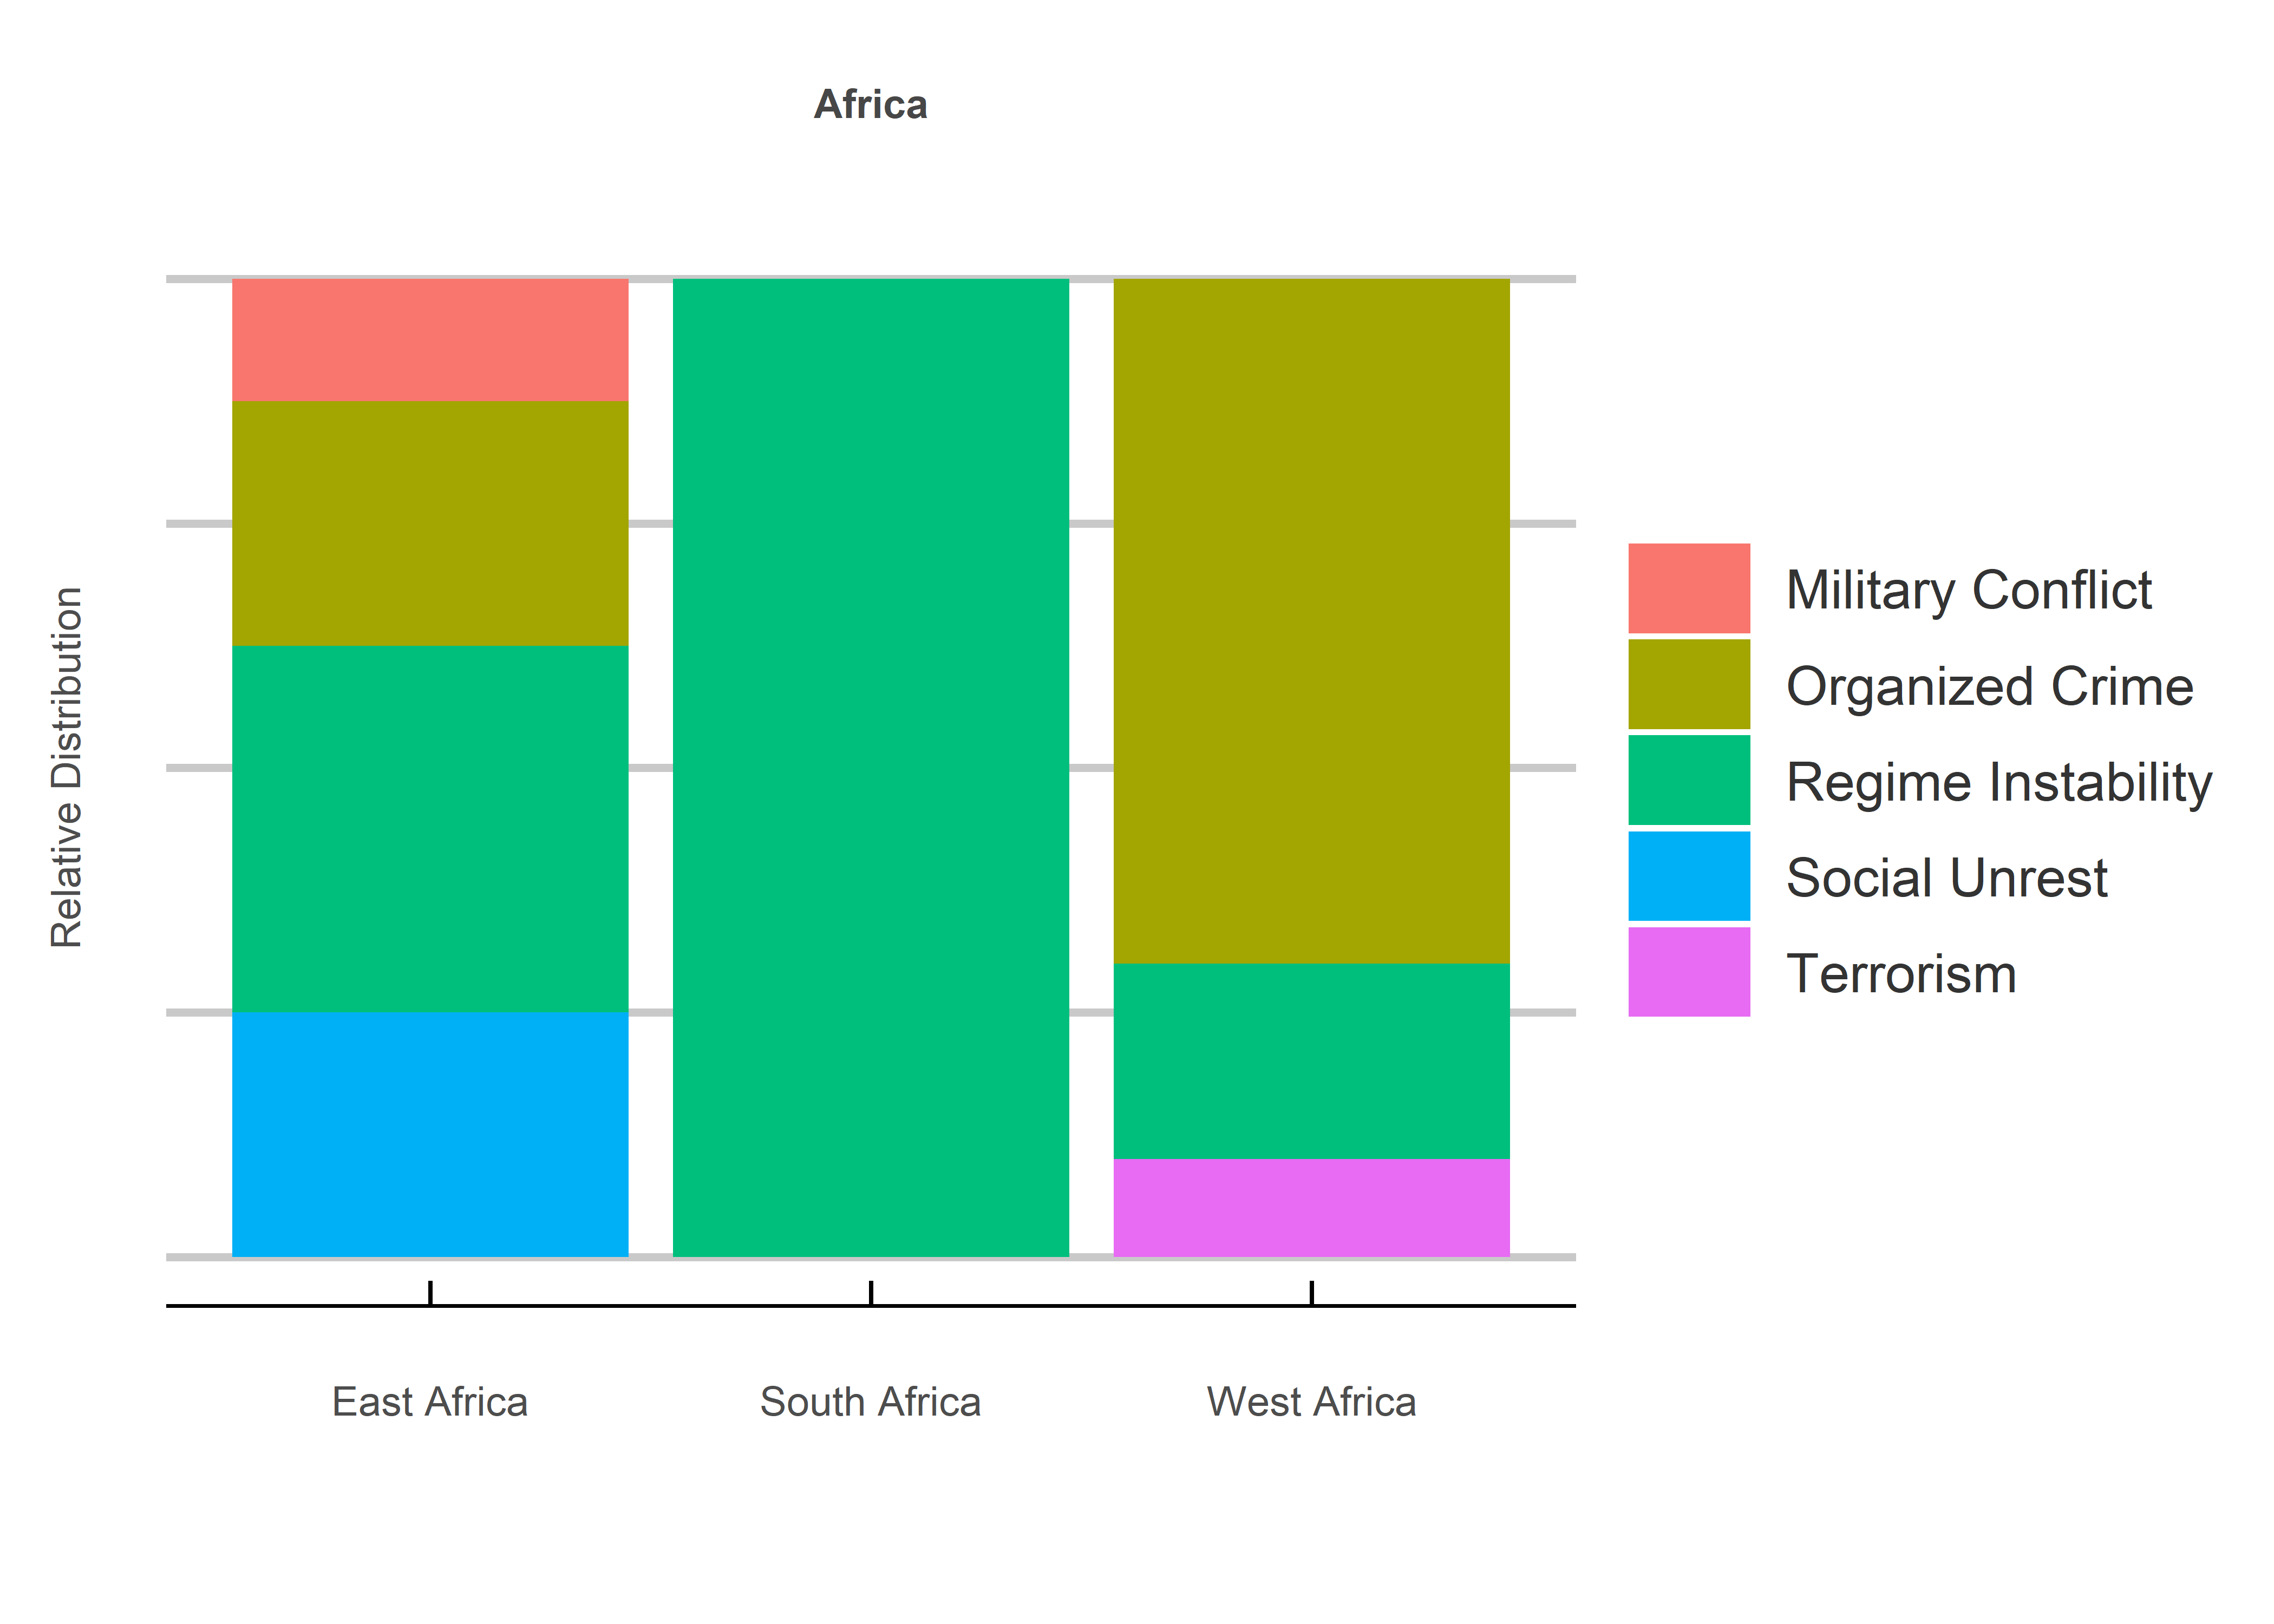 Africa
Relative Distribution
Military Conflict
Organized Crime
Regime Instability
Social Unrest
Terrorism
East Africa
South Africa
West Africa